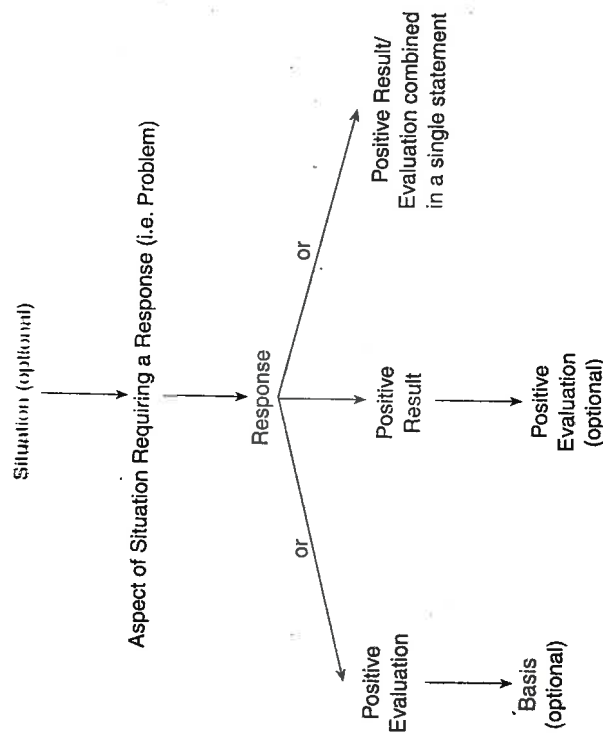 Situation (optional)
Aspect of Situation Requiring a Response (i.e. Problem)
Response
or
or
Positive
Evaluation
Positive
Result
Positive Result/
Evaluation combined
in a single statement
Basis
(optional)
Positive
Evaluation
(optional)